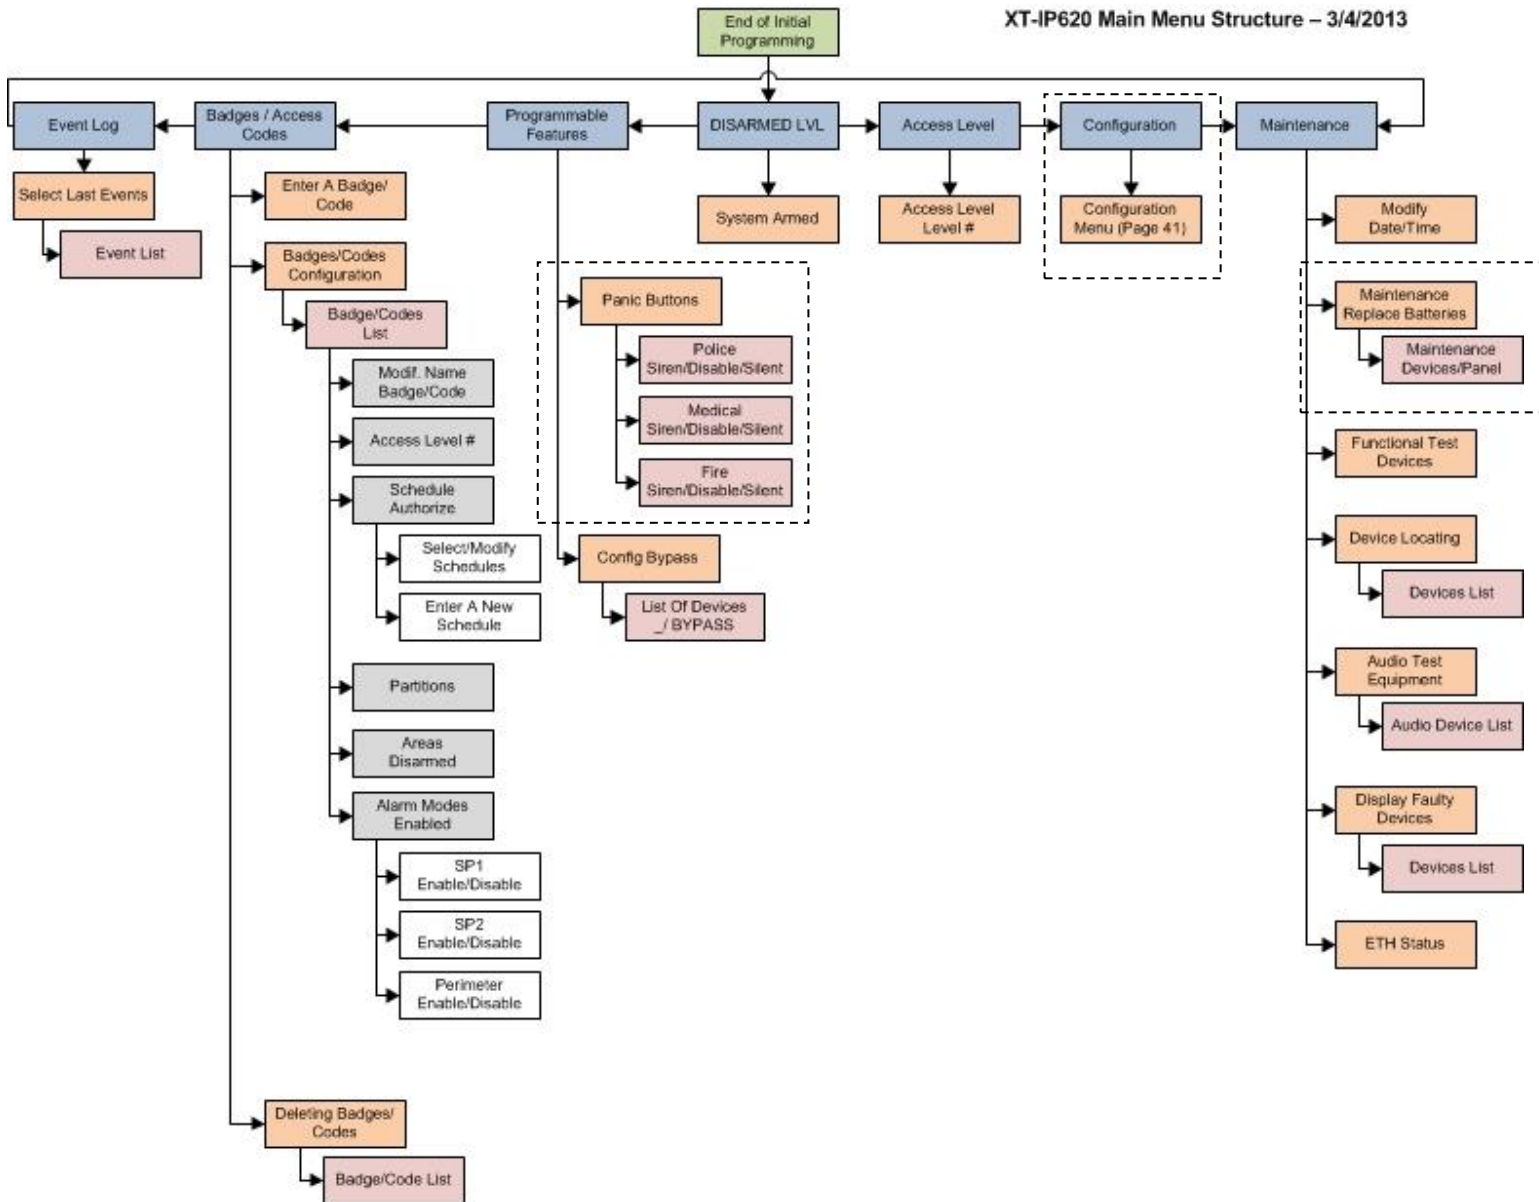 XT-IP620 Main Menu Structure – 3/4/2013
End of Initial
Programming
Event Log
Badges / Access
Codes
Programmable
Features
DISARMED LVL
Access Level
Configuration
Maintenance
Select Last Events
Event List
Enter A Badge/
Code
Badges/Codes
Configuration
Badge/Codes
List
Modif. Name
Badge/Code
Access Level #
Schedule
Authorize
Select/Modify
Schedules
Enter A New
Schedule
Partitions
Areas
Disarmed
Alarm Modes
Enabled
SP1
Enable/Disable
SP2
Enable/Disable
Perimeter
Enable/Disable
Deleting Badges/
Codes
Badge/Code List
Panic Buttons
Police
Siren/Disable/Silent
Medical
Siren/Disable/Silent
Fire
Siren/Disable/Silent
Config Bypass
List Of Devices
_/ BYPASS
System Armed
Access Level
Level #
Configuration
Menu (Page 41)
Modify
Date/Time
Maintenance
Replace Batteries
Maintenance
Devices/Panel
Functional Test
Devices
Device Locating
Devices List
Audio Test
Equipment
Audio Device List
Display Faulty
Devices
Devices List
ETH Status